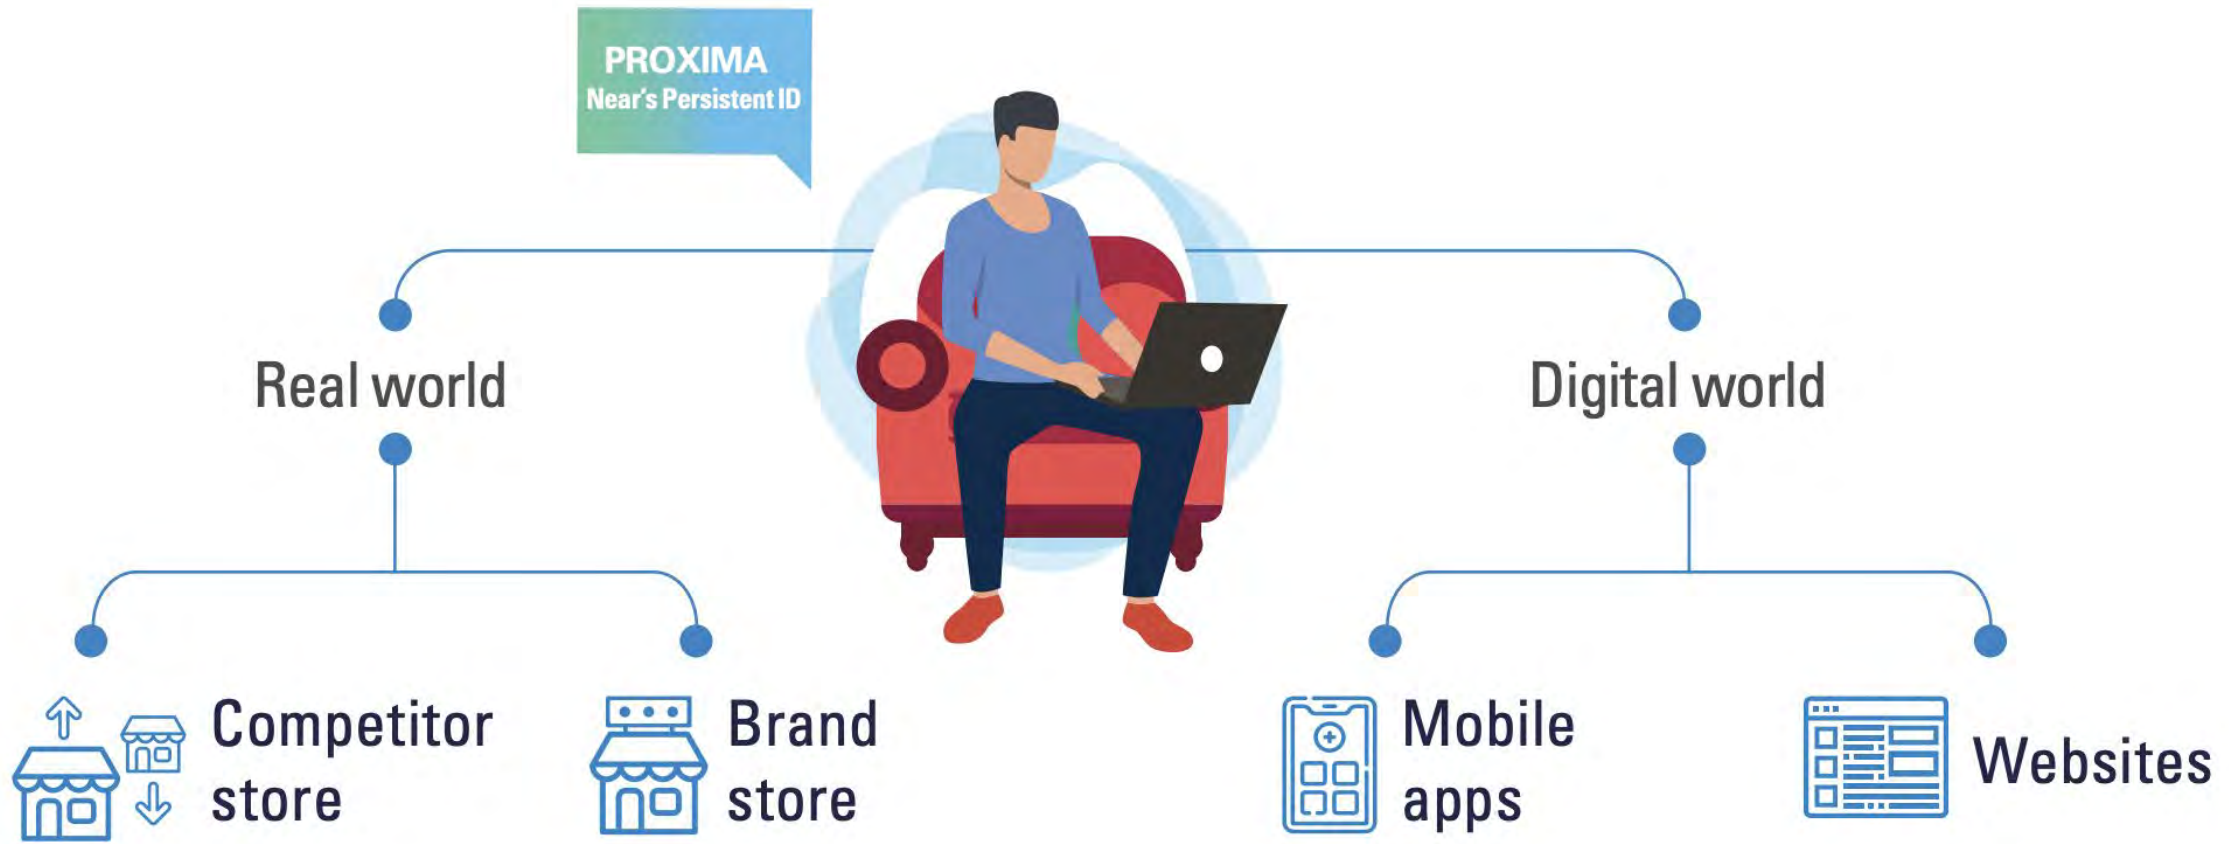 PROXIMA
Near's Persistent ID
Real world
Digital world
Competitor
store
Brand
store
Mobile
apps
Websites